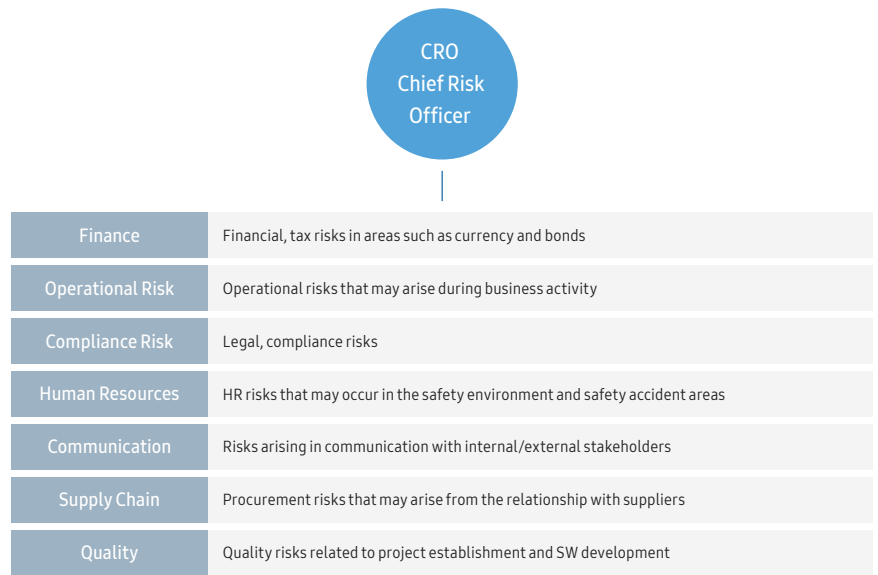 CRO
Chief Risk
Officer
Finance
Financial, tax risks in areas such as currency and bonds
Operational Risk
Operational risks that may arise during business activity
Compliance Risk
Legal, compliance risks
Human Resources
HR risks that may occur in the safety environment and safety accident areas
Communication
Risks arising in communication with internal/external stakeholders
Supply Chain
Procurement risks that may arise from the relationship with suppliers
Quality
Quality risks related to project establishment and SW development